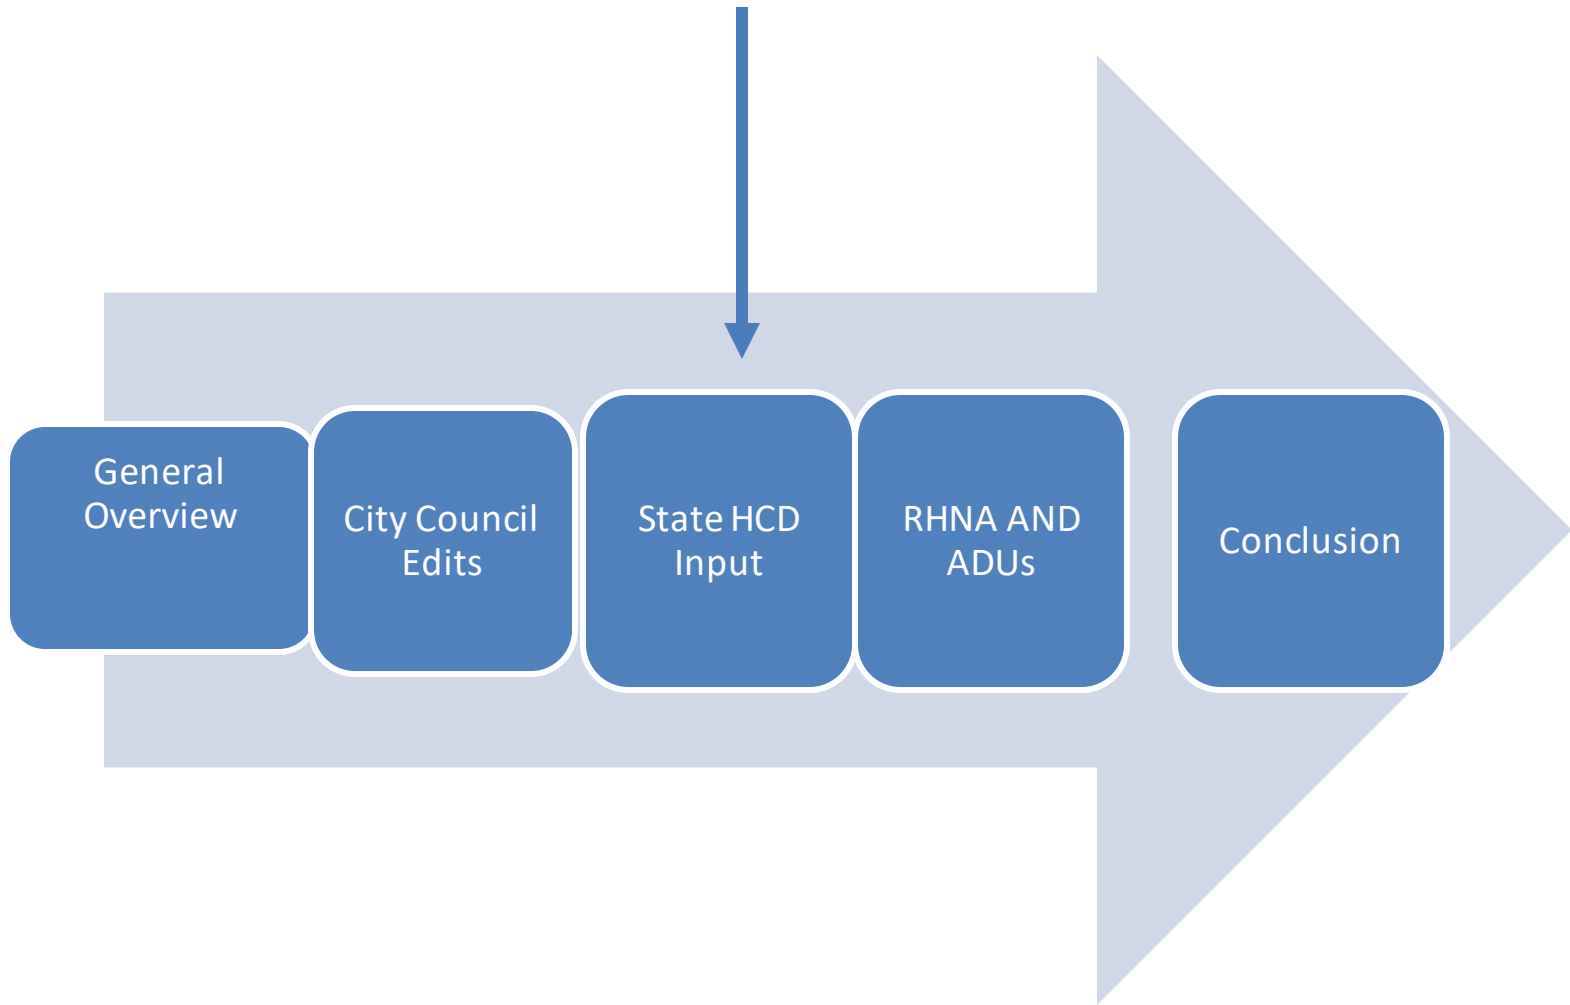 General
Overview
City Council
Edits
State HCD
Input
RHNA AND
ADUs
Conclusion